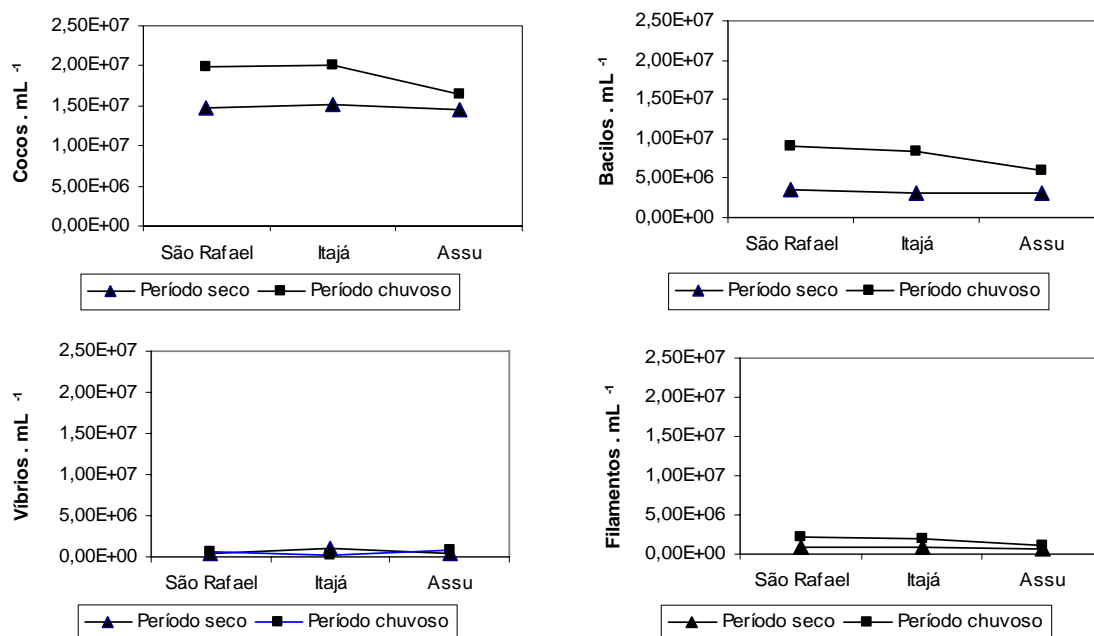 2,50E+07
2,00E+07
1,50E+07
1,00E+07
5,00E+06
0,00E+00
Cocos . mL -1
São Rafael Itajá Assu
Período seco Período chuvoso
2,50E+07
2,00E+07
1,50E+07
1,00E+07
5,00E+06
0,00E+00
Bacilos . mL -1
São Rafael Itajá Assu
Período seco Período chuvoso
2,50E+07
2,00E+07
1,50E+07
1,00E+07
5,00E+06
0,00E+00
Víbrios . mL -1
São Rafael Itajá Assu
Período seco Período chuvoso
2,50E+07
2,00E+07
1,50E+07
1,00E+07
5,00E+06
0,00E+00
Filamentos . mL -1
São Rafael Itajá Assu
Período seco Período chuvoso